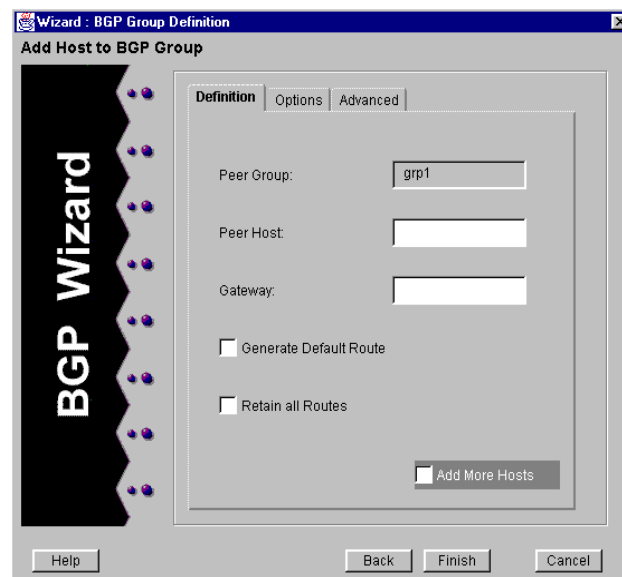 Wizard : BGP Group Definition
Add Host to BGP Group
BGP Wizard
Definition Options Advanced
Peer Group: grp1
Peer Host:
Gateway:
Generate Default Route
Retain all Routes
Add More Hosts
Help Back Finish Cancel